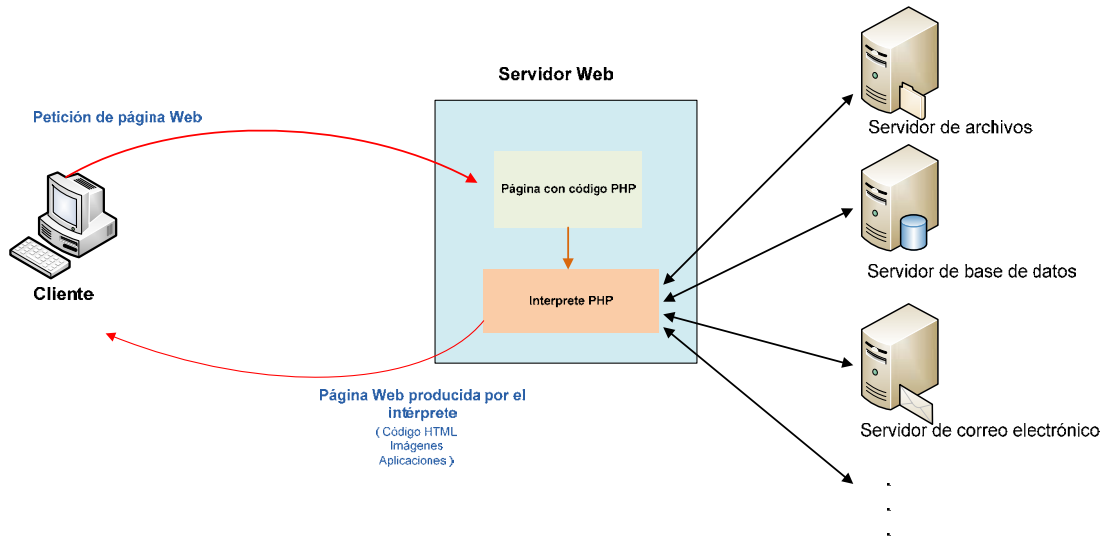 Servidor Web
Petición de página Web
Página con código PHP
Interprete PHP
Cliente
Página Web producida por el
intérprete
( Código HTML
Imágenes
Aplicaciones )
Servidor de archivos
Servidor de base de datos
Servidor de correo electrónico
.
.
.